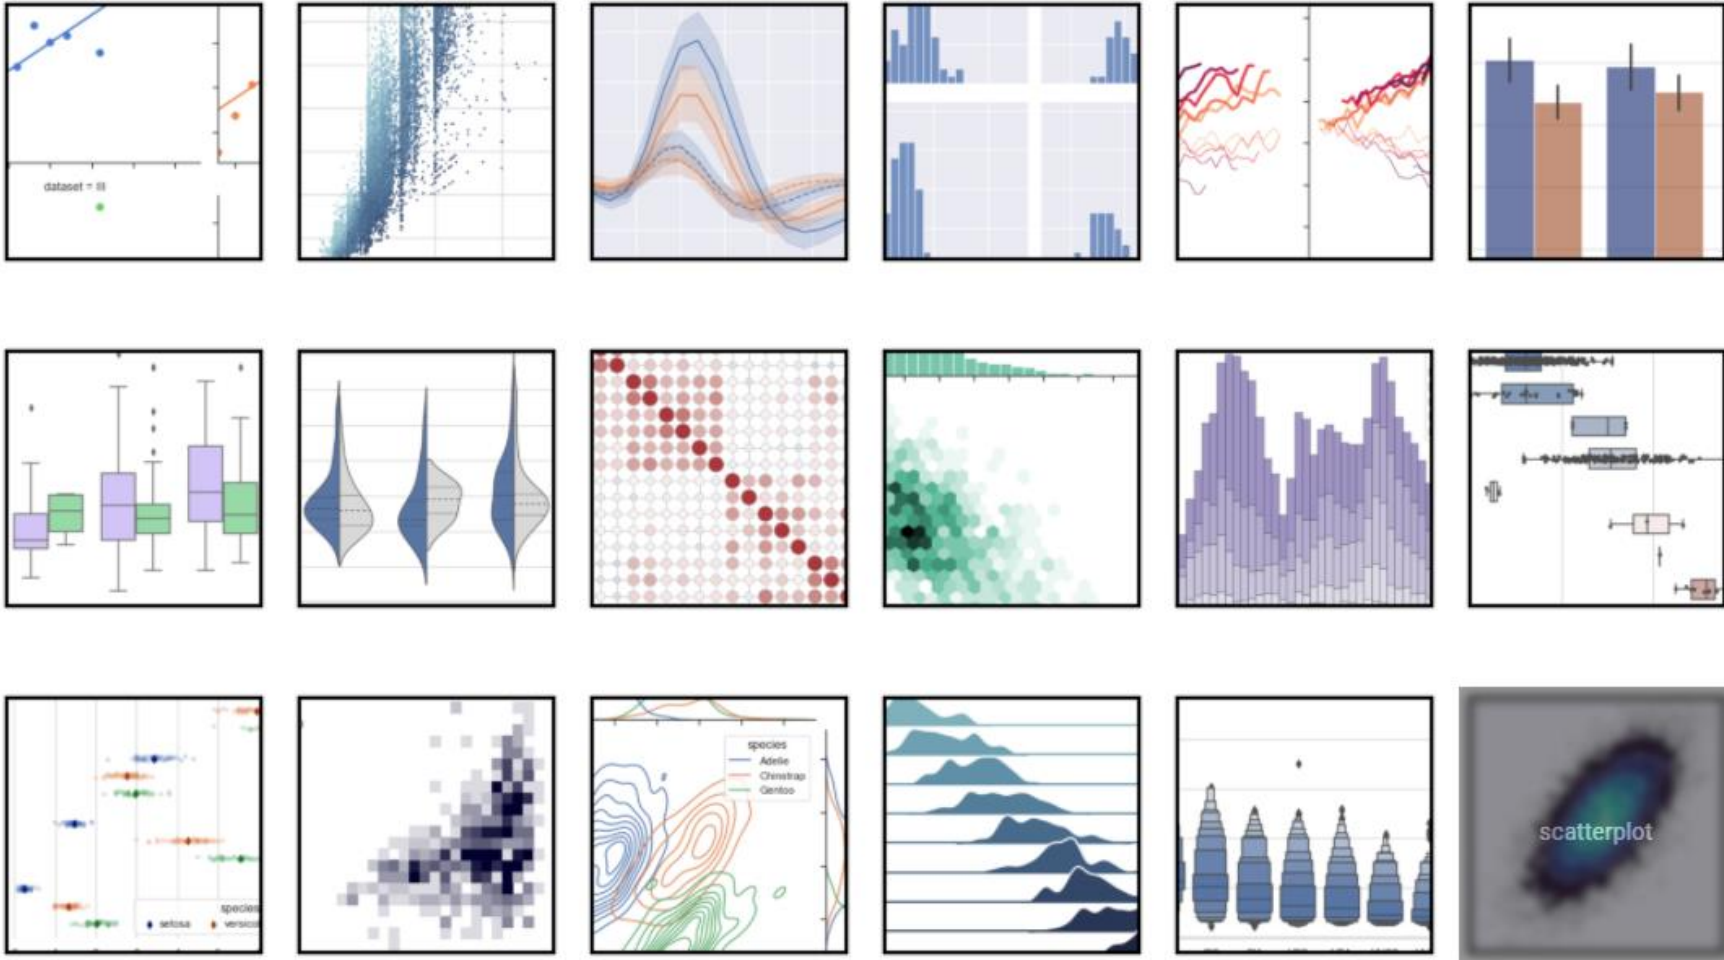 dataset = III
species
Adelie
Chinstrap
Gentoo
species
setosa
scatterplot